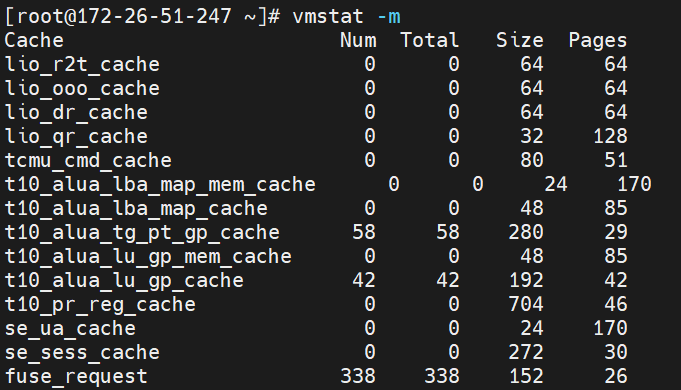 [root@172-26-51-247 ~]# vmstat -m
Cache                       Num  Total   Size  Pages
lio_r2t_cache                 0      0     64     64
lio_ooo_cache                 0      0     64     64
lio_dr_cache                  0      0     64     64
lio_qr_cache                  0      0     32    128
tcmu_cmd_cache                0      0     80     51
t10_alua_lba_map_mem_cache      0      0     24    170
t10_alua_lba_map_cache        0      0     48     85
t10_alua_tg_pt_gp_cache      58     58    280     29
t10_alua_lu_gp_mem_cache      0      0     48     85
t10_alua_lu_gp_cache         42     42    192     42
t10_pr_reg_cache              0      0    704     46
se_ua_cache                   0      0     24    170
se_sess_cache                 0      0    272     30
fuse_request                338    338    152     26